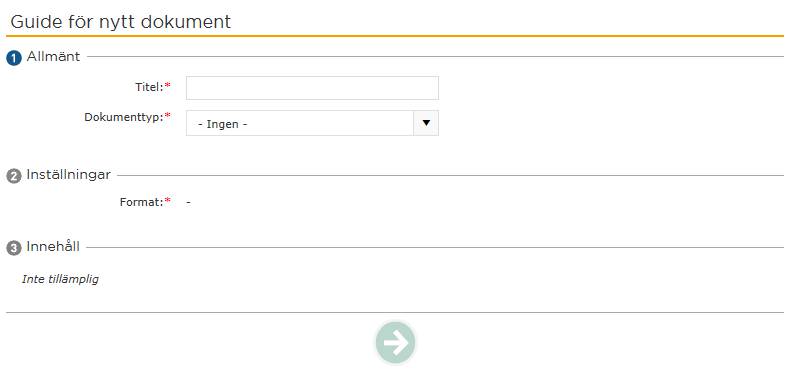 Guide för nytt dokument
1 Allmänt
Titel:*
Dokumenttyp:* - Ingen -
2 Inställningar
Format:* -
3 Innehåll
Inte tillämplig